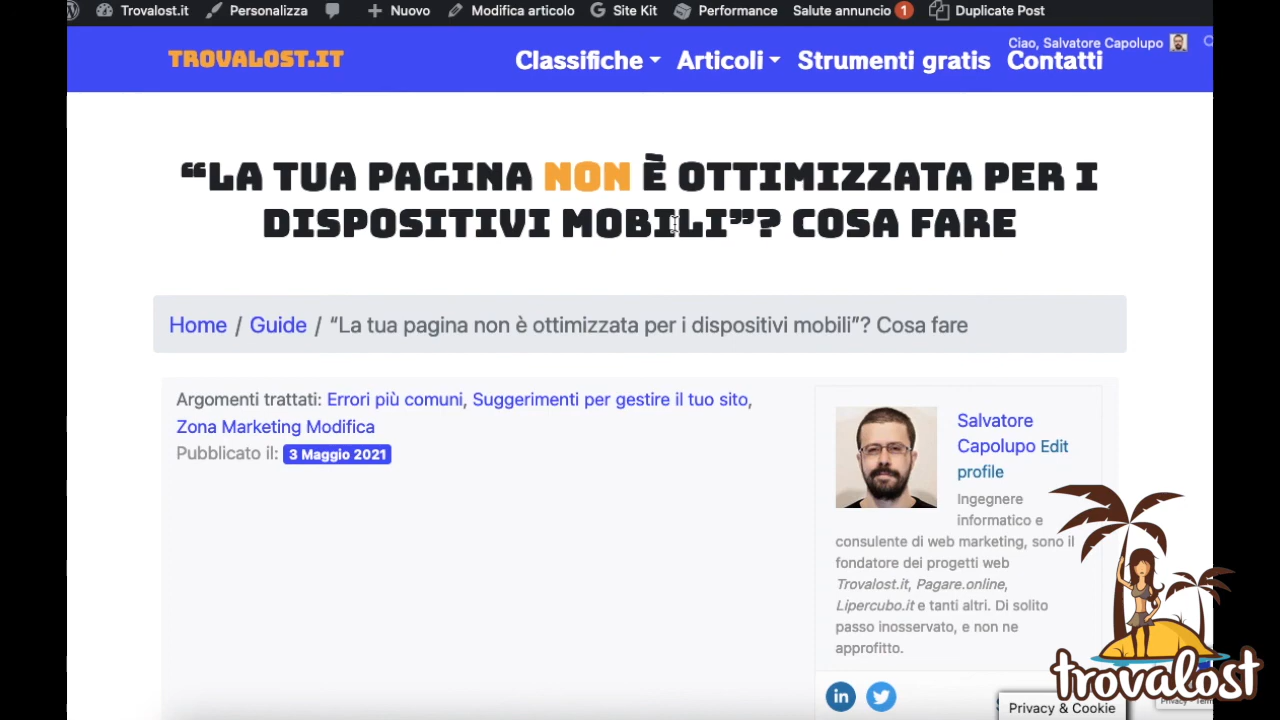 Trovalost.it Personalizza Nuovo Modifica articolo Site Kit Performance Salute annuncio 1 Duplicate Post
Ciao, Salvatore Capolupo
TROVALOST.IT Classifiche Articoli Strumenti gratis Contatti
“LA TUA PAGINA NON È OTTIMIZZATA PER I
DISPOSITIVI MOBILI”? COSA FARE
Home / Guide / “La tua pagina non è ottimizzata per i dispositivi mobili”? Cosa fare
Argomenti trattati: Errori più comuni, Suggerimenti per gestire il tuo sito,
Zona Marketing Modifica
Pubblicato il: 3 Maggio 2021
Salvatore
Capolupo Edit
profile
Ingegnere
informatico e
consulente di web marketing, sono il
fondatore dei progetti web
Trovalost.it, Pagare.online,
Lipercubo.it e tanti altri. Di solito
passo inosservato, e non ne
approfitto.
trovalost
Privacy & Cookie